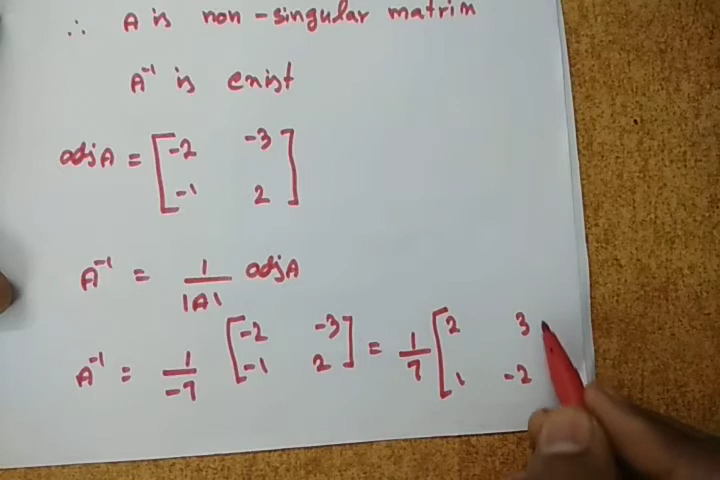 ∴ A is non-singular matrix
A⁻¹ is exist
adjA = [-2 -3
-1 2]
A⁻¹ = 1/|A| adjA
A⁻¹ = 1/-7 [-2 -3 = 1/7 [2 3
-1 2] 1 -2